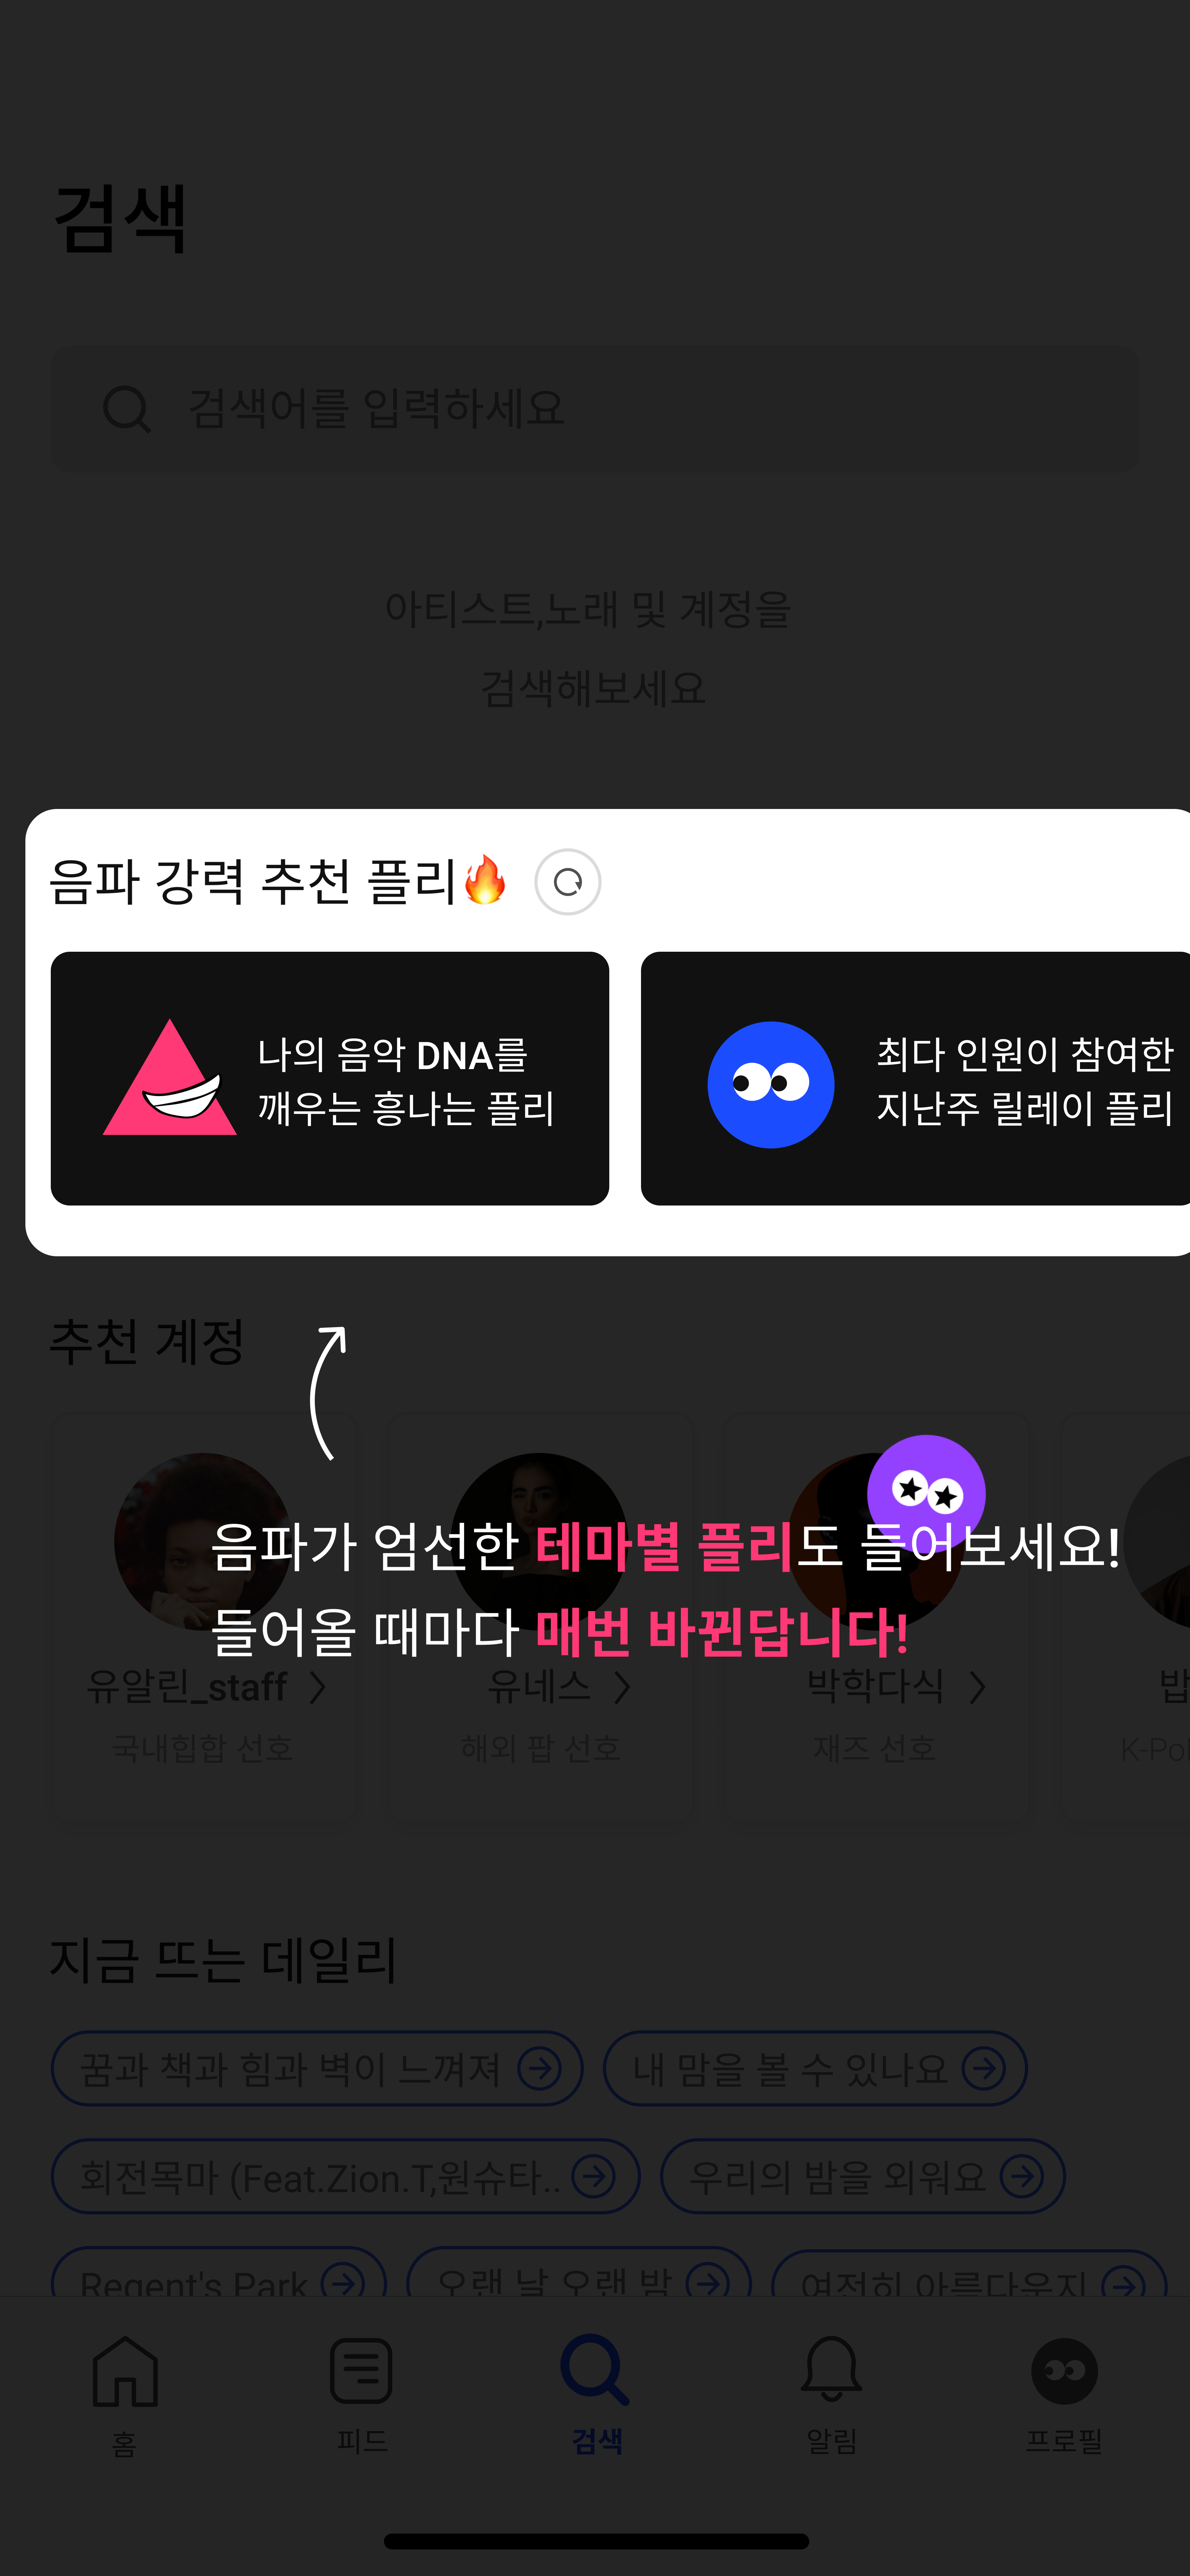 검색
검색어를 입력하세요
아티스트,노래 및 계정을
검색해보세요
음파 강력 추천 플리🔥
나의 음악 DNA를
깨우는 흥나는 플리
최다 인원이 참여한
지난주 릴레이 플리
추천 계정
음파가 엄선한 테마별 플리도 들어보세요!
들어올 때마다 매번 바뀐답니다!
유알린_staff
유네스
박학다식
밥
국내힙합 선호
해외 팝 선호
재즈 선호
K-Po
지금 뜨는 데일리
꿈과 책과 힘과 벽이 느껴져
내 맘을 볼 수 있나요
회전목마 (Feat.Zion.T,원슈타..
우리의 밤을 외워요
Regent's Park
오랜 날 오랜 밤
여전히 아름다운지
홈
피드
검색
알림
프로필